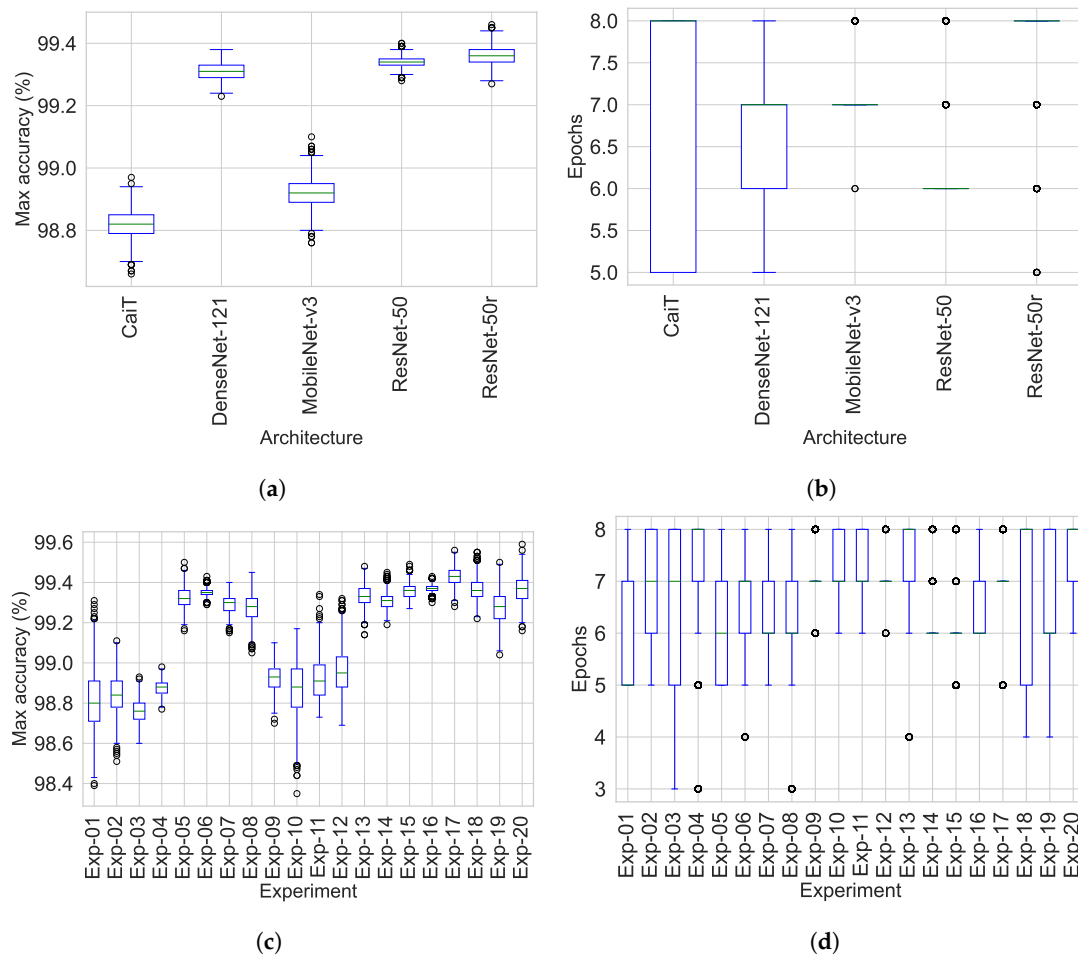 99.4
99.2
99.0
98.8
Max accuracy (%)
CaiT
DenseNet-121
MobileNet-v3
ResNet-50
ResNet-50r
Architecture
(a)
8.0
7.5
7.0
6.5
6.0
5.5
5.0
Epochs
CaiT
DenseNet-121
MobileNet-v3
ResNet-50
ResNet-50r
Architecture
(b)
99.6
99.4
99.2
99.0
98.8
98.6
98.4
Max accuracy (%)
Exp-01
Exp-02
Exp-03
Exp-04
Exp-05
Exp-06
Exp-07
Exp-08
Exp-09
Exp-10
Exp-11
Exp-12
Exp-13
Exp-14
Exp-15
Exp-16
Exp-17
Exp-18
Exp-19
Exp-20
Experiment
(c)
8
7
6
5
4
3
Epochs
Exp-01
Exp-02
Exp-03
Exp-04
Exp-05
Exp-06
Exp-07
Exp-08
Exp-09
Exp-10
Exp-11
Exp-12
Exp-13
Exp-14
Exp-15
Exp-16
Exp-17
Exp-18
Exp-19
Exp-20
Experiment
(d)